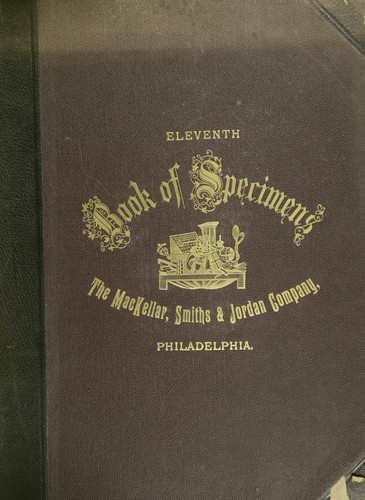 ELEVENTH
Book of Specimens
The MacKellar, Smiths & Jordan Company,
PHILADELPHIA.